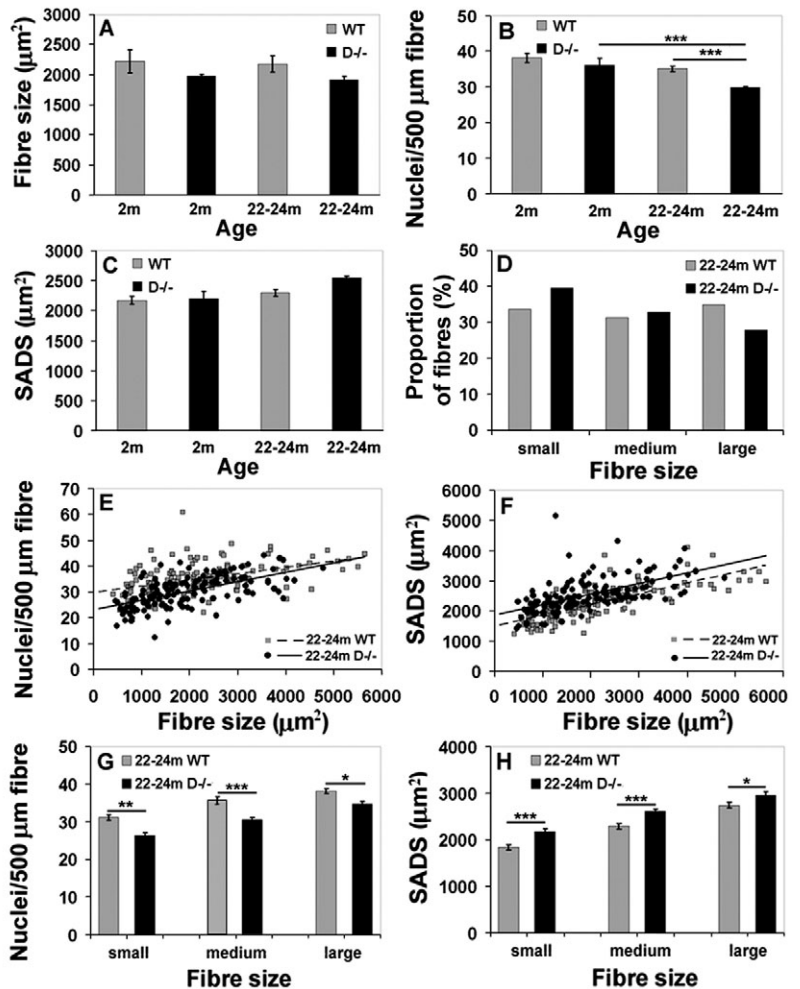 A
Fibre size (μm²)
3000
2500
2000
1500
1000
500
0
WT
D-/-
2m 2m 22-24m 22-24m
Age
B
Nuclei/500 μm fibre
50
40
30
20
10
0
WT
D-/-
***
***
2m 2m 22-24m 22-24m
Age
C
SADS (μm²)
3000
2500
2000
1500
1000
500
0
WT
D-/-
2m 2m 22-24m 22-24m
Age
D
Proportion
of fibres (%)
50
40
30
20
10
0
22-24m WT
22-24m D-/-
small medium large
Fibre size
E
Nuclei/500 μm fibre
70
60
50
40
30
20
10
0
22-24m WT
22-24m D-/-
0 1000 2000 3000 4000 5000 6000
Fibre size (μm²)
F
SADS (μm²)
6000
5000
4000
3000
2000
1000
0
22-24m WT
22-24m D-/-
0 1000 2000 3000 4000 5000 6000
Fibre size (μm²)
G
Nuclei/500 μm fibre
50
40
30
20
10
0
22-24m WT
22-24m D-/-
** *** *
small medium large
Fibre size
H
SADS (μm²)
4000
3000
2000
1000
0
22-24m WT
22-24m D-/-
*** *** *
small medium large
Fibre size